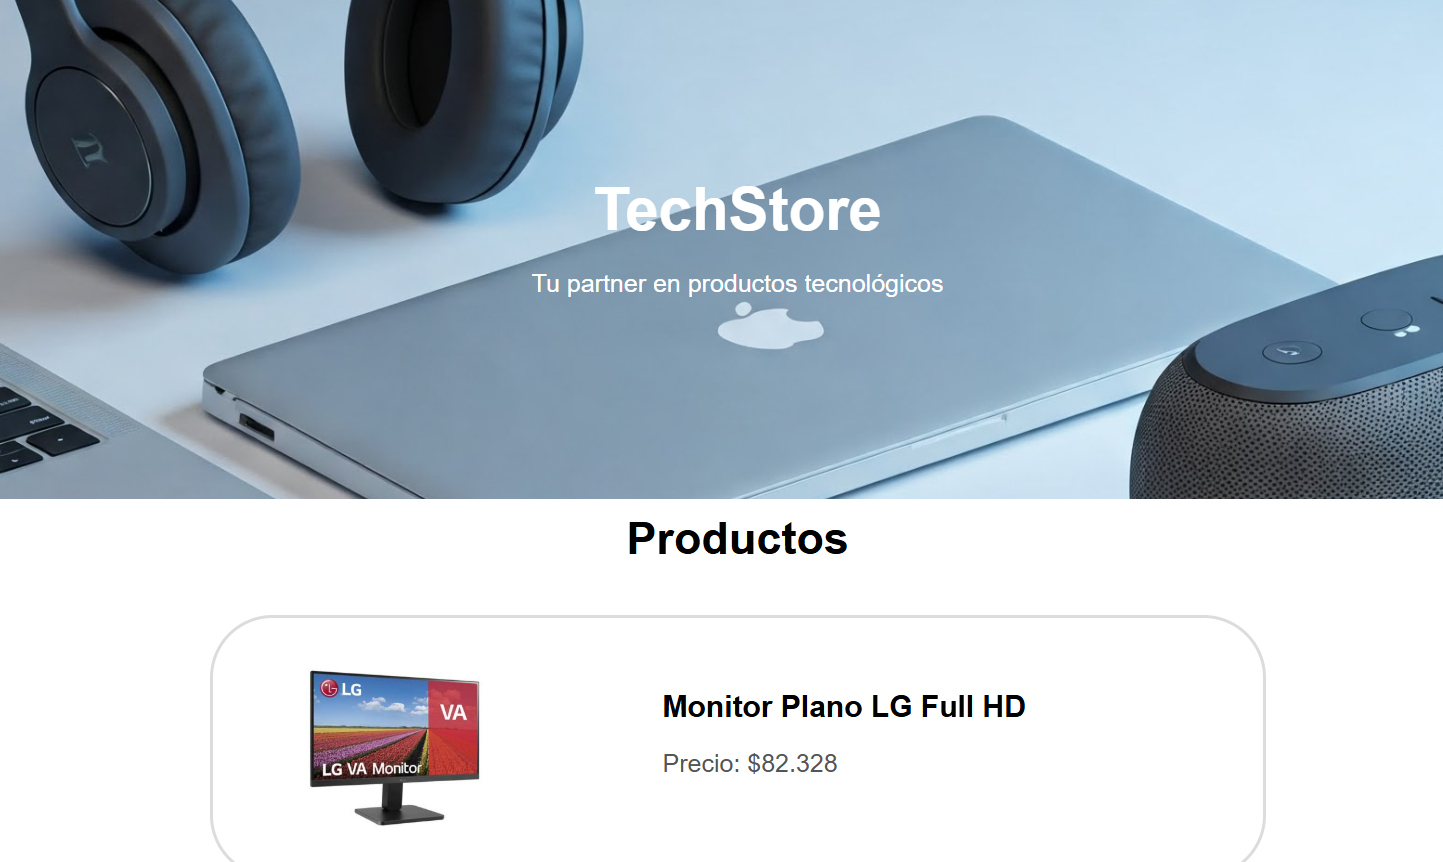 TechStore
Tu partner en productos tecnológicos
Productos
LG
VA
LG VA Monitor
Monitor Plano LG Full HD
Precio: $82.328